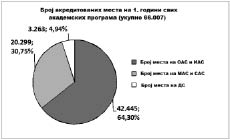 Број акредитованих места на 1. години свих
академских програма (укупно 66.007)
3.263; 4,94%
20.299;
30,75%
Број места на ОАС и ИАС
Број места на МАС и САС
Број места на ДС
42.445;
64,30%